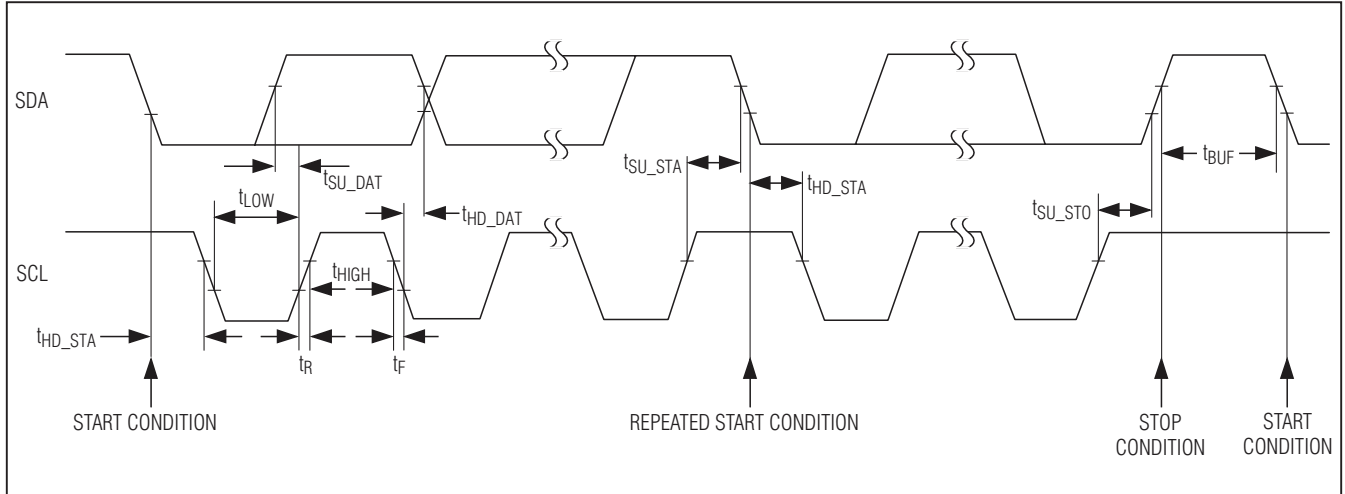 SDA
tSU_DAT
tLOW
tHD_DAT
tSU_STA
tHD_STA
tBUF
tSU_STO
SCL
tHIGH
tHD_STA
tR
tF
START CONDITION
REPEATED START CONDITION
STOP
CONDITION
START
CONDITION